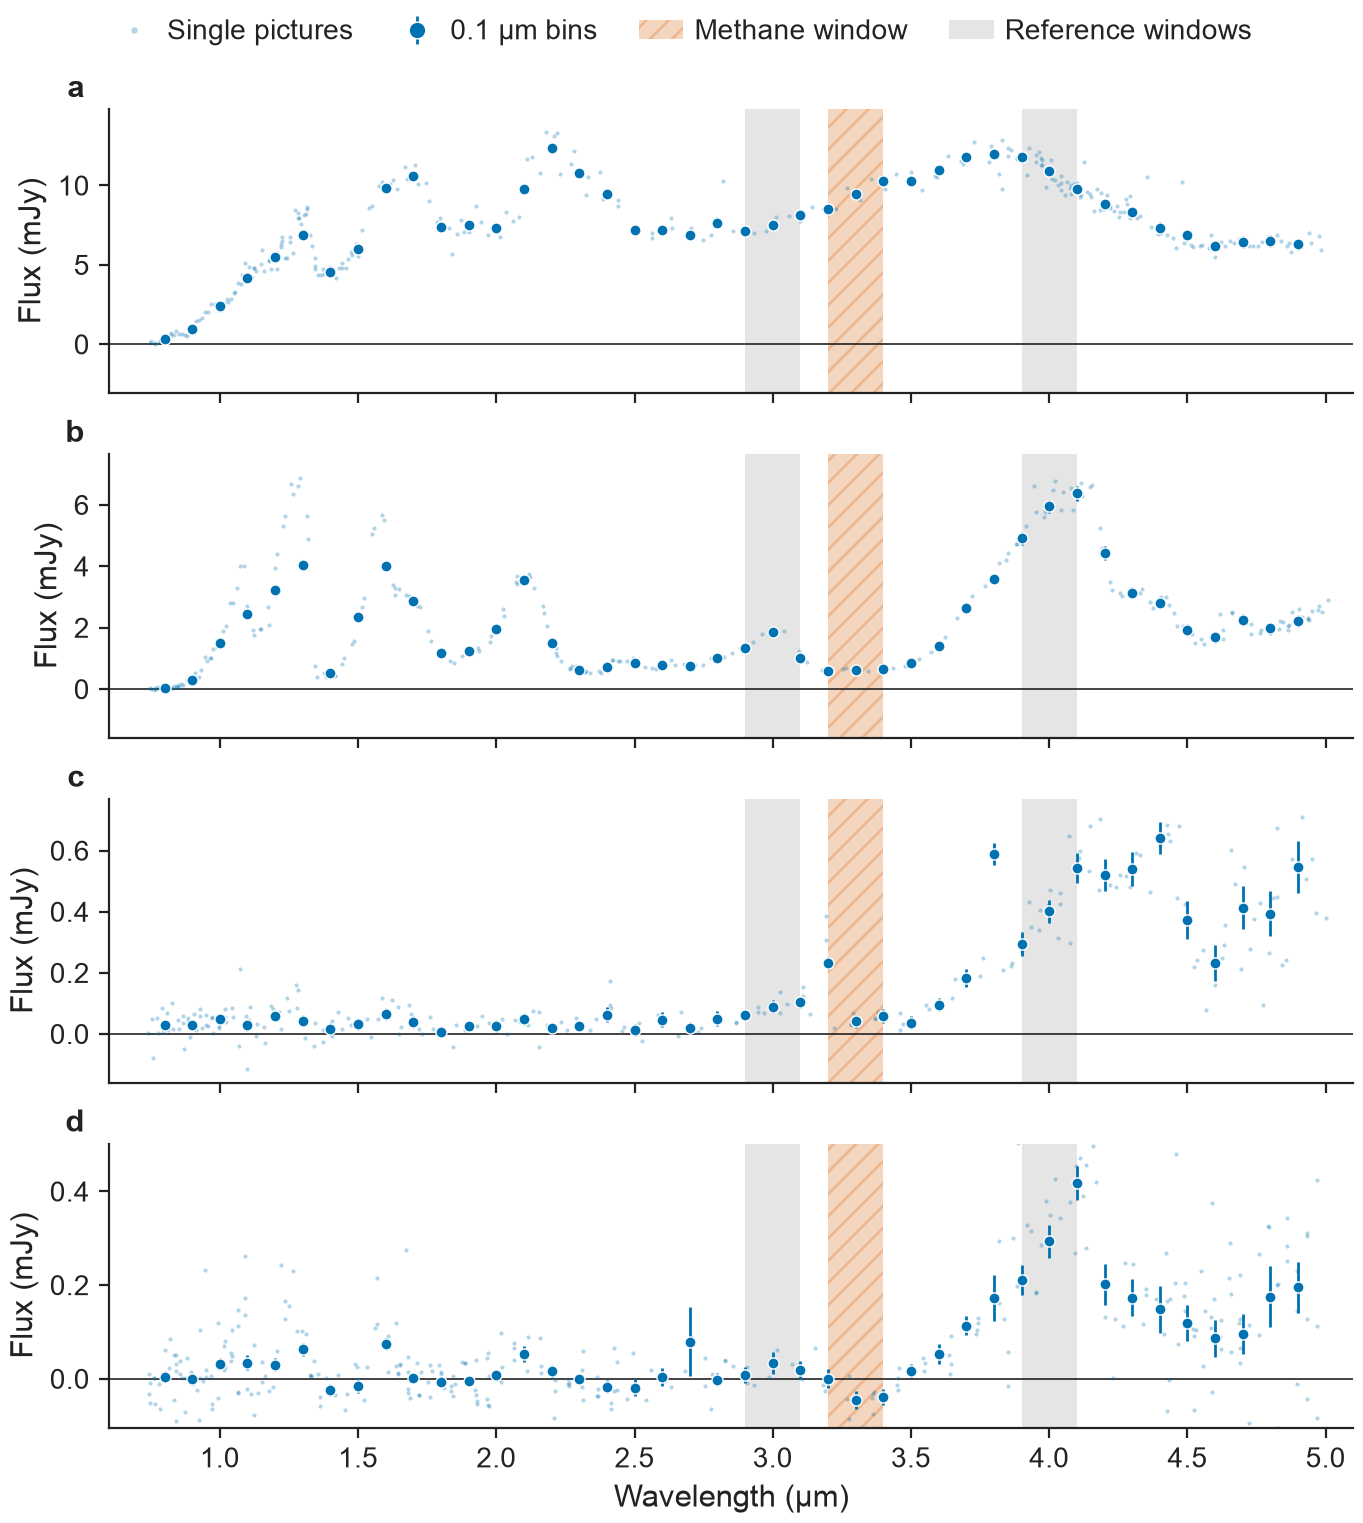 Single pictures 0.1 µm bins Methane window Reference windows
a
Flux (mJy)
10
5
0
b
Flux (mJy)
6
4
2
0
c
Flux (mJy)
0.6
0.4
0.2
0.0
d
Flux (mJy)
0.4
0.2
0.0
1.0 1.5 2.0 2.5 3.0 3.5 4.0 4.5 5.0
Wavelength (µm)